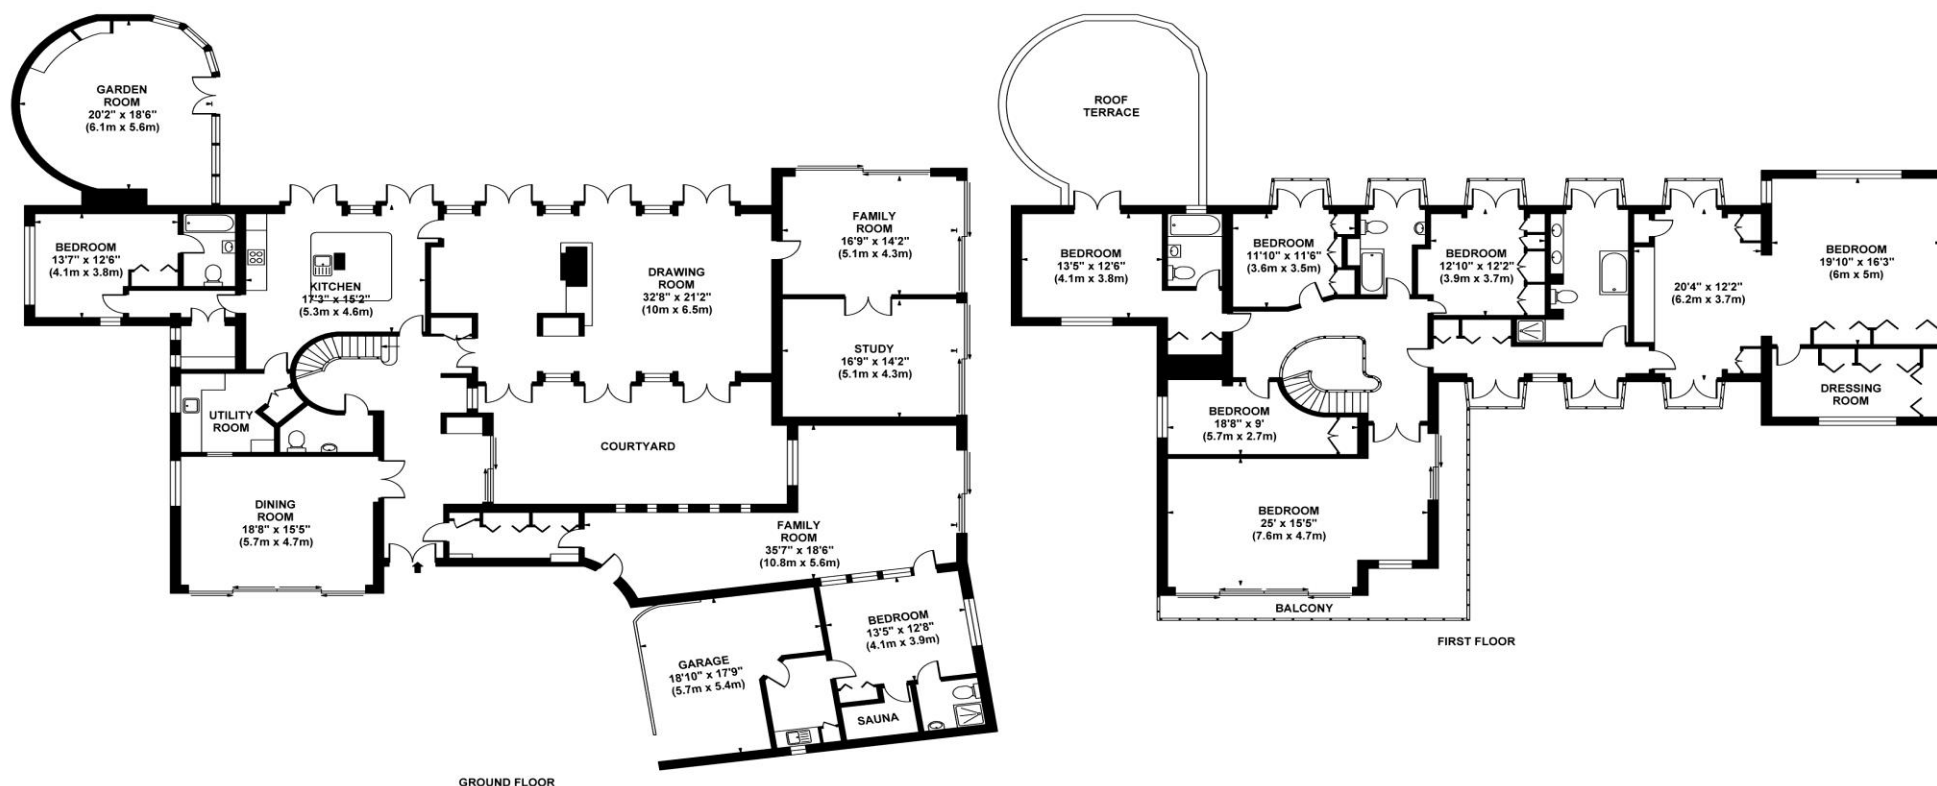 GARDEN
ROOM
20'2" x 18'6"
(6.1m x 5.6m)
BEDROOM
13'7" x 12'6"
(4.1m x 3.8m)
KITCHEN
17'3" x 15'2"
(5.3m x 4.6m)
DRAWING
ROOM
32'8" x 21'2"
(10m x 6.5m)
FAMILY
ROOM
16'9" x 14'2"
(5.1m x 4.3m)
STUDY
16'9" x 14'2"
(5.1m x 4.3m)
UTILITY
ROOM
COURTYARD
DINING
ROOM
18'8" x 15'5"
(5.7m x 4.7m)
FAMILY
ROOM
35'7" x 18'6"
(10.8m x 5.6m)
BEDROOM
13'5" x 12'8"
(4.1m x 3.9m)
GARAGE
18'10" x 17'9"
(5.7m x 5.4m)
SAUNA
GROUND FLOOR
ROOF
TERRACE
BEDROOM
13'5" x 12'6"
(4.1m x 3.8m)
BEDROOM
11'10" x 11'6"
(3.6m x 3.5m)
BEDROOM
12'10" x 12'2"
(3.9m x 3.7m)
20'4" x 12'2"
(6.2m x 3.7m)
BEDROOM
19'10" x 16'3"
(6m x 5m)
DRESSING
ROOM
BEDROOM
18'8" x 9'
(5.7m x 2.7m)
BEDROOM
25' x 15'5"
(7.6m x 4.7m)
BALCONY
FIRST FLOOR